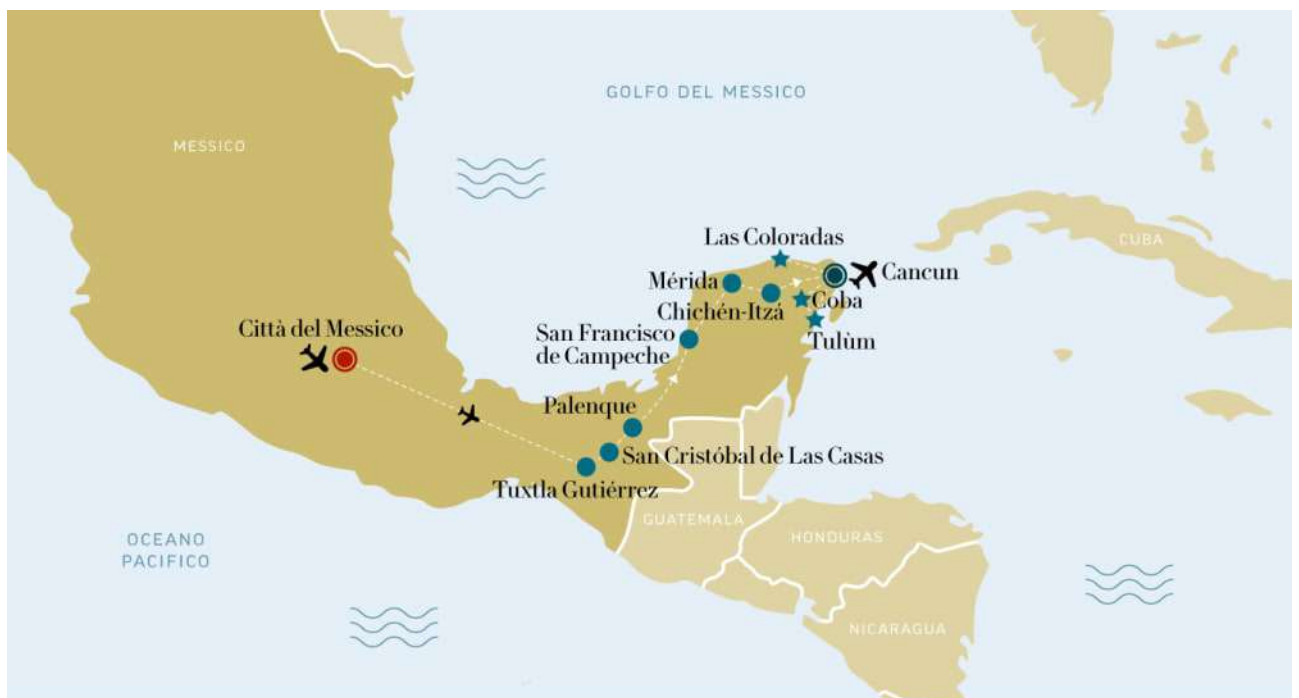 GOLFO DEL MESSICO
MESSICO
Las Coloradas
CUBA
Mérida
Cancun
Chichén-Itzá
Coba
Città del Messico
San Francisco
de Campeche
Tulùm
Palenque
San Cristóbal de Las Casas
Tuxtla Gutiérrez
GUATEMALA
HONDURAS
OCEANO
PACIFICO
NICARAGUA